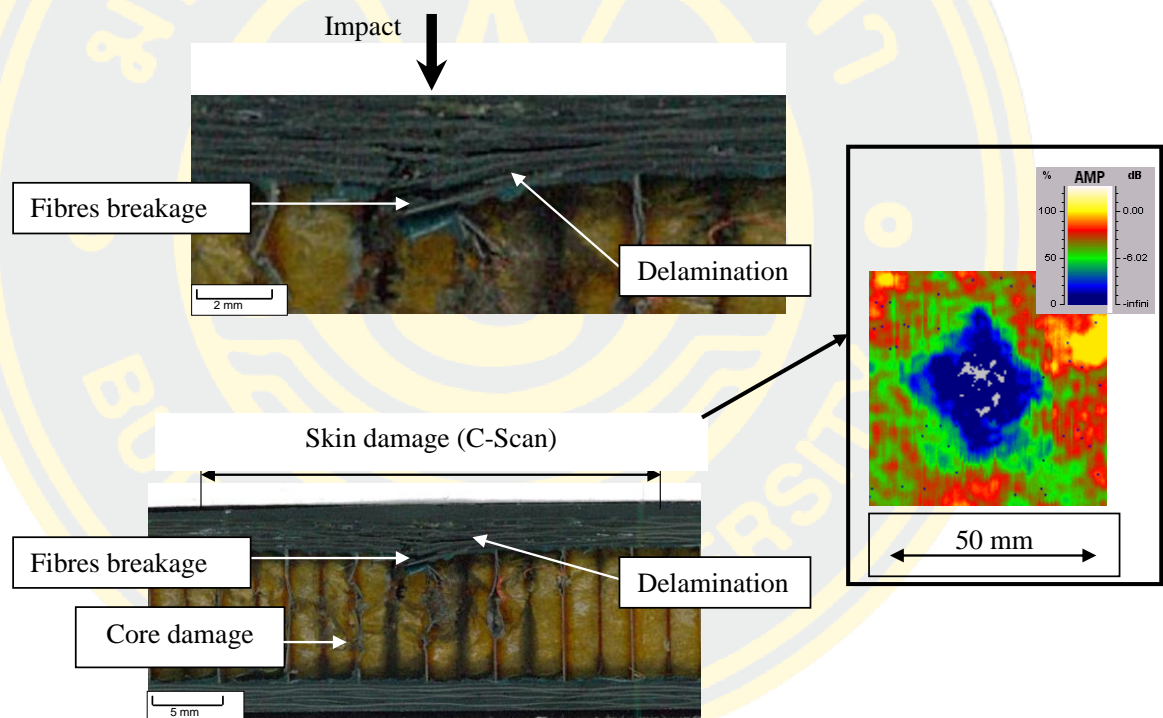 Impact
Fibres breakage
Delamination
2 mm
% AMP dB
100 0.00
50 -6.02
0 -infini
Skin damage (C-Scan)
Fibres breakage
Delamination
Core damage
5 mm
50 mm